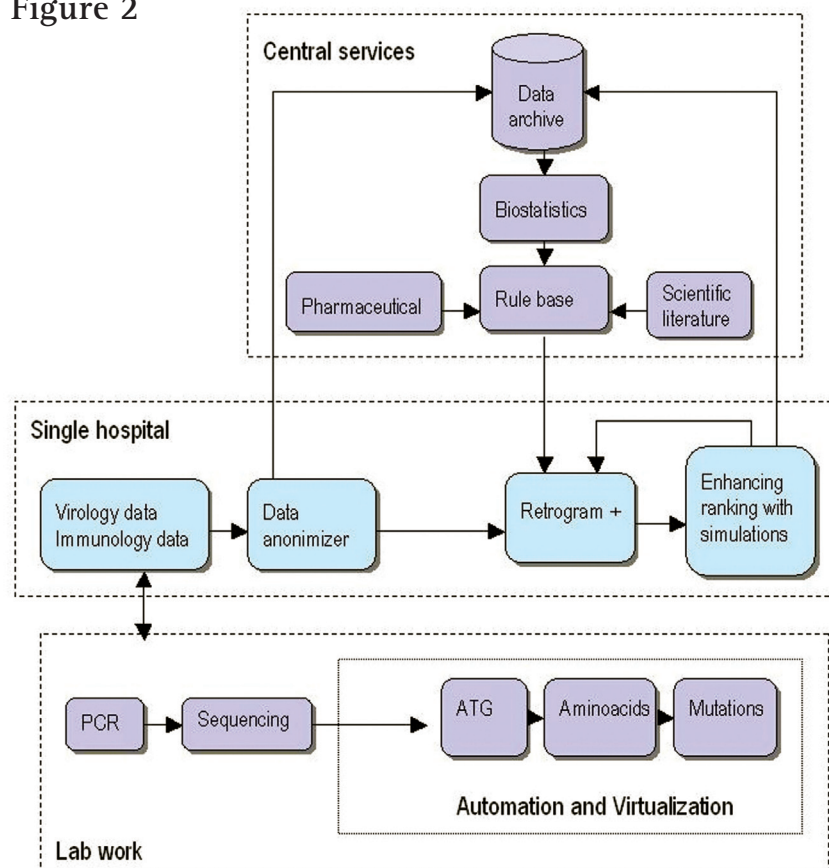 Figure 2
Central services
Data
archive
Biostatistics
Pharmaceutical
Rule base
Scientific
literature
Single hospital
Virology data
Immunology data
Data
anonimizer
Retrogram +
Enhancing
ranking with
simulations
PCR
Sequencing
ATG
Aminoacids
Mutations
Automation and Virtualization
Lab work